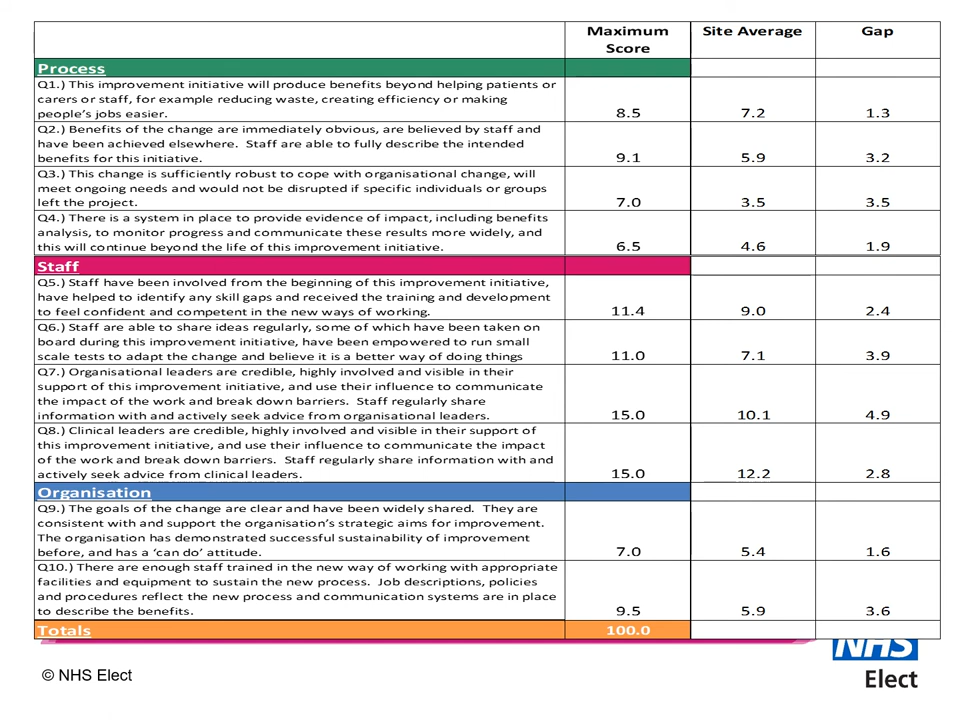 Maximum Score Site Average Gap
Process
Q1.) This improvement initiative will produce benefits beyond helping patients or
carers or staff, for example reducing waste, creating efficiency or making
people's jobs easier. 8.5 7.2 1.3
Q2.) Benefits of the change are immediately obvious, are believed by staff and
have been achieved elsewhere. Staff are able to fully describe the intended
benefits for this initiative. 9.1 5.9 3.2
Q3.) This change is sufficiently robust to cope with organisational change, will
meet ongoing needs and would not be disrupted if specific individuals or groups
left the project. 7.0 3.5 3.5
Q4.) There is a system in place to provide evidence of impact, including benefits
analysis, to monitor progress and communicate these results more widely, and
this will continue beyond the life of this improvement initiative. 6.5 4.6 1.9
Staff
Q5.) Staff have been involved from the beginning of this improvement initiative,
have helped to identify any skill gaps and received the training and development
to feel confident and competent in the new ways of working. 11.4 9.0 2.4
Q6.) Staff are able to share ideas regularly, some of which have been taken on
board during this improvement initiative, have been empowered to run small
scale tests to adapt the change and believe it is a better way of doing things 11.0 7.1 3.9
Q7.) Organisational leaders are credible, highly involved and visible in their
support of this improvement initiative, and use their influence to communicate
the impact of the work and break down barriers. Staff regularly share
information with and actively seek advice from organisational leaders. 15.0 10.1 4.9
Q8.) Clinical leaders are credible, highly involved and visible in their support of
this improvement initiative, and use their influence to communicate the impact
of the work and break down barriers. Staff regularly share information with and
actively seek advice from clinical leaders. 15.0 12.2 2.8
Organisation
Q9.) The goals of the change are clear and have been widely shared. They are
consistent with and support the organisation's strategic aims for improvement.
The organisation has demonstrated successful sustainability of improvement
before, and has a 'can do' attitude. 7.0 5.4 1.6
Q10.) There are enough staff trained in the new way of working with appropriate
facilities and equipment to sustain the new process. Job descriptions, policies
and procedures reflect the new process and communication systems are in place
to describe the benefits. 9.5 5.9 3.6
Totals 100.0
NHS
Elect
© NHS Elect